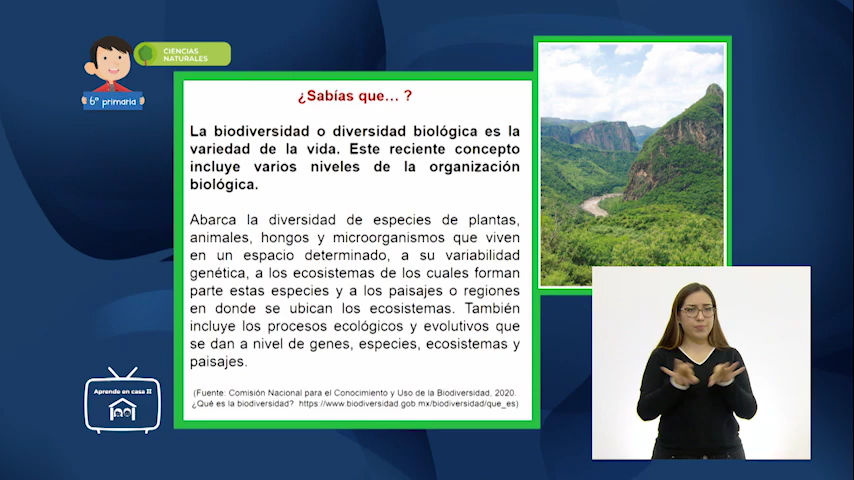 CIENCIAS
NATURALES
6° primaria
¿Sabías que... ?
La biodiversidad o diversidad biológica es la
variedad de la vida. Este reciente concepto
incluye varios niveles de la organización
biológica.
Abarca la diversidad de especies de plantas,
animales, hongos y microorganismos que viven
en un espacio determinado, a su variabilidad
genética, a los ecosistemas de los cuales forman
parte estas especies y a los paisajes o regiones
en donde se ubican los ecosistemas. También
incluye los procesos ecológicos y evolutivos que
se dan a nivel de genes, especies, ecosistemas y
paisajes.
(Fuente: Comisión Nacional para el Conocimiento y Uso de la Biodiversidad, 2020.
¿Qué es la biodiversidad? https://www.biodiversidad.gob.mx/biodiversidad/que_es)
Aprende en casa II